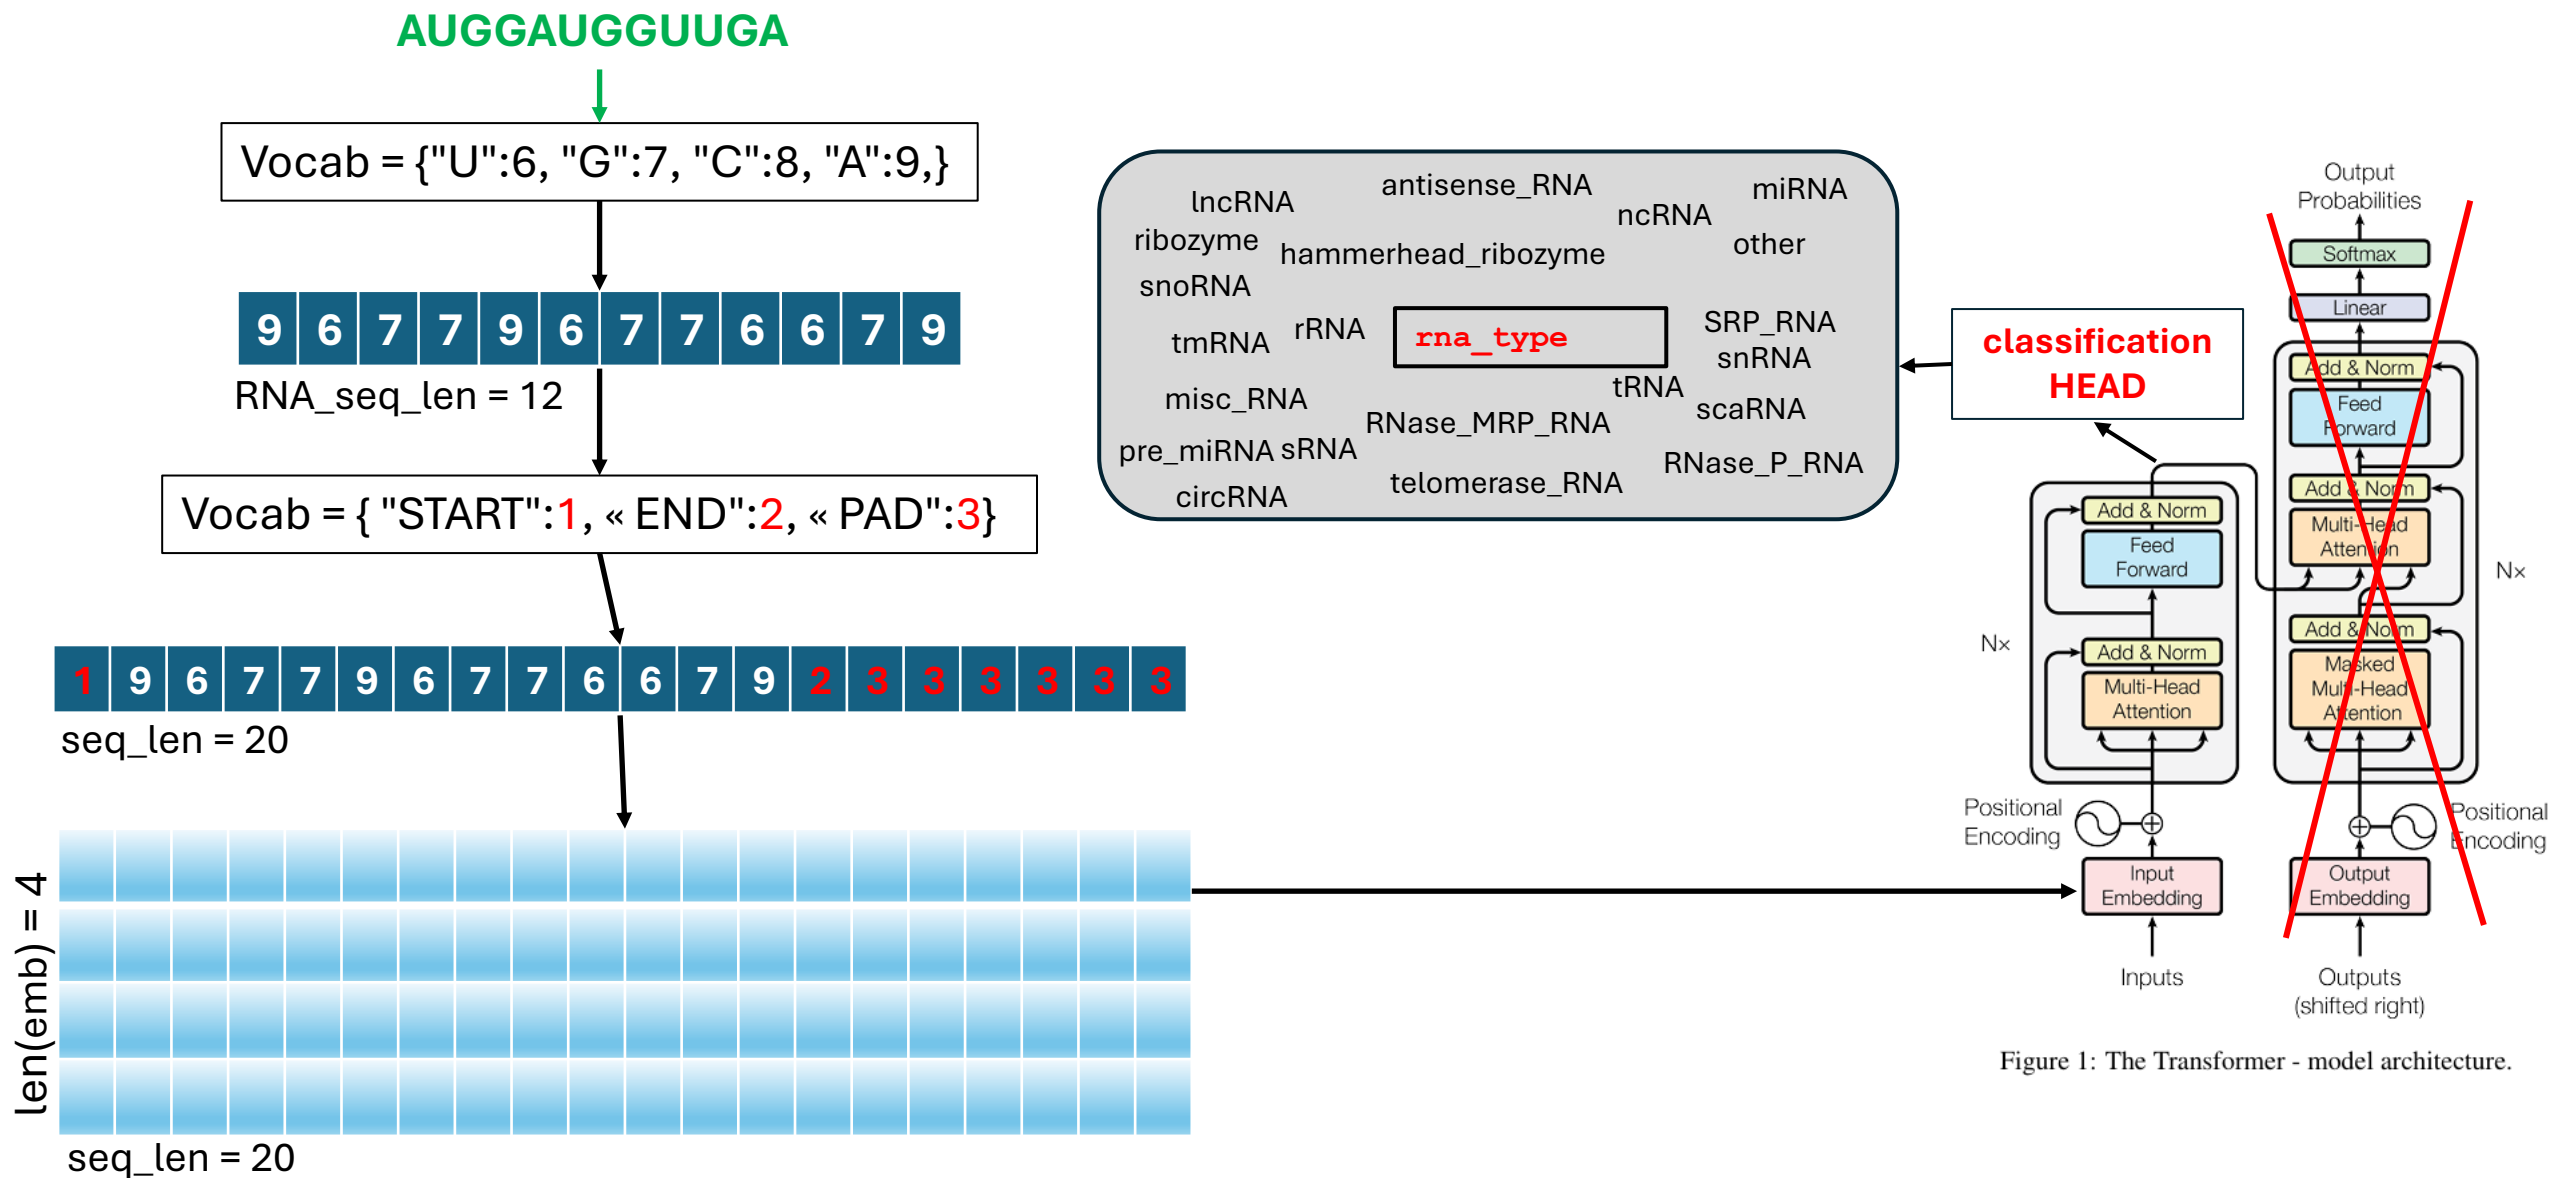 AUGGAUGGUUGA
Vocab = {"U":6, "G":7, "C":8, "A":9,}
9 6 7 7 9 6 7 7 6 6 7 9
RNA_seq_len = 12
Vocab = { "START":1, « END":2, « PAD":3}
1 9 6 7 7 9 6 7 7 6 6 7 9 2 3 3 3 3 3 3
seq_len = 20
len(emb) = 4
seq_len = 20
lncRNA
antisense_RNA
miRNA
ncRNA
ribozyme
hammerhead_ribozyme
other
snoRNA
tmRNA
rRNA
rna_type
SRP_RNA
snRNA
tRNA
misc_RNA
scaRNA
RNase_MRP_RNA
pre_miRNA
sRNA
RNase_P_RNA
telomerase_RNA
circRNA
classification
HEAD
Output
Probabilities
Softmax
Linear
Add & Norm
Feed
Forward
Add & Norm
Multi-Head
Attention
Nx
Add & Norm
Masked
Multi-Head
Attention
Positional
Encoding
Output
Embedding
Outputs
(shifted right)
Add & Norm
Feed
Forward
Nx
Add & Norm
Multi-Head
Attention
Positional
Encoding
Input
Embedding
Inputs
Figure 1: The Transformer - model architecture.